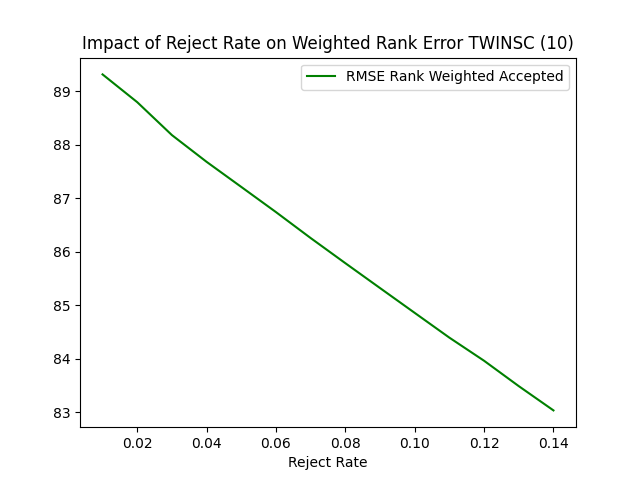 Impact of Reject Rate on Weighted Rank Error TWINSC (10)
RMSE Rank Weighted Accepted
89
88
87
86
85
84
83
0.02 0.04 0.06 0.08 0.10 0.12 0.14
Reject Rate